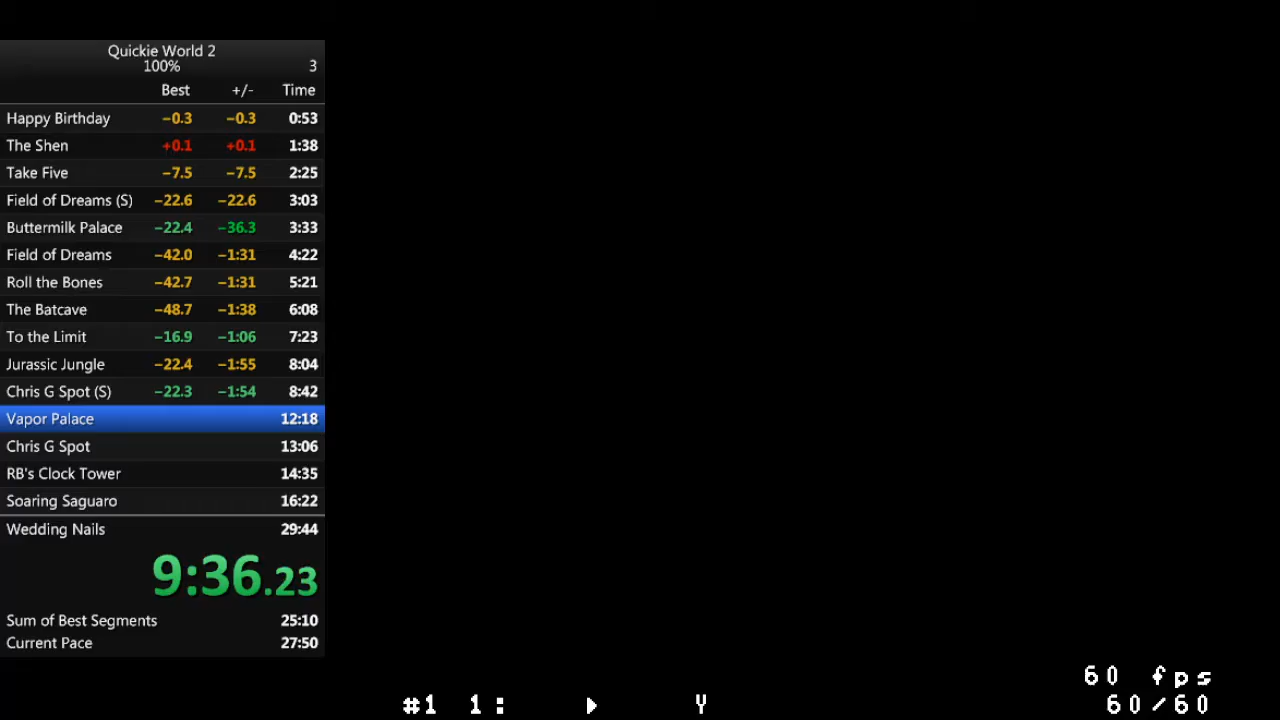 Quickie World 2
100% 3
Best +/- Time
Happy Birthday −0.3 −0.3 0:53
The Shen +0.1 +0.1 1:38
Take Five −7.5 −7.5 2:25
Field of Dreams (S) −22.6 −22.6 3:03
Buttermilk Palace −22.4 −36.3 3:33
Field of Dreams −42.0 −1:31 4:22
Roll the Bones −42.7 −1:31 5:21
The Batcave −48.7 −1:38 6:08
To the Limit −16.9 −1:06 7:23
Jurassic Jungle −22.4 −1:55 8:04
Chris G Spot (S) −22.3 −1:54 8:42
Vapor Palace 12:18
Chris G Spot 13:06
RB's Clock Tower 14:35
Soaring Saguaro 16:22
Wedding Nails 29:44
9:36.23
Sum of Best Segments 25:10
Current Pace 27:50
60 fps
#1 1: ▶ Y 60/60